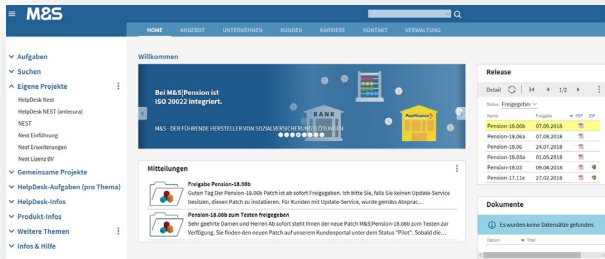 M&S
HOME ANGEBOT UNTERNEHMEN KUNDEN KARRIERE KONTAKT VERWALTUNG
Aufgaben
Suchen
Eigene Projekte
HelpDesk Nest
HelpDesk NEST (antecura)
NEST
Nest Einführung
Nest Erweiterungen
Nest Lizenz BV
Gemeinsame Projekte
HelpDesk-Aufgaben (pro Thema)
HelpDesk-Infos
Produkt-Infos
Weitere Themen
Infos & Hilfe
Willkommen
Bei M&S|Pension ist
ISO 20022 integriert.
BANK
PostFinance
M&S - DER FÜHRENDE HERSTELLER VON SOZIALVERSICHERUNGSLÖSUNGEN
Mitteilungen
Freigabe Pension-18.06b
Guten Tag Der Pension-18.06b Patch ist ab sofort Freigegeben. Ich bitte Sie, falls Sie keinen Update-Service
besitzen, diesen Patch zu installieren. Für Kunden mit Update-Service, wurde gemäss Absprac...
Pension-18.06b zum Testen freigegeben
Sehr geehrte Damen und Herren Ab sofort steht Ihnen der neue Patch M&S|Pension-18.06b zum Testen zur
Verfügung. Sie finden den neuen Patch auf unserem Kundenportal unter dem Status "Pilot". Sobald die...
Release
Detail 1/2
Status Freigegeben
Name Freigabe PDF ZIP
Pension-18.06b 07.09.2018
Pension-18.06a 07.08.2018
Pension-18.06 24.07.2018
Pension-18.03a 01.05.2018
Pension-18.03 09.04.2018
Pension-17.11e 27.02.2018
Dokumente
Es wurden keine Datensätze gefunden.
Datum Titel